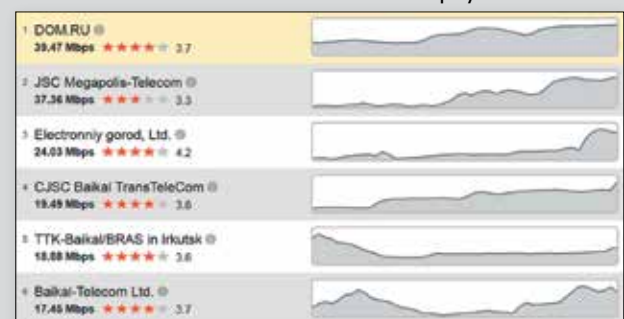 1 DOM.RU
39.47 Mbps 3.7
2 JSC Megapolis-Telecom
37.36 Mbps 3.3
3 Electronniy gorod, Ltd.
24.03 Mbps 4.2
4 CJSC Baikal TransTeleCom
19.49 Mbps 3.6
5 TTK-Baikal/BRAS in Irkutsk
18.08 Mbps 3.6
6 Baikal-Telecom Ltd.
17.45 Mbps 3.7